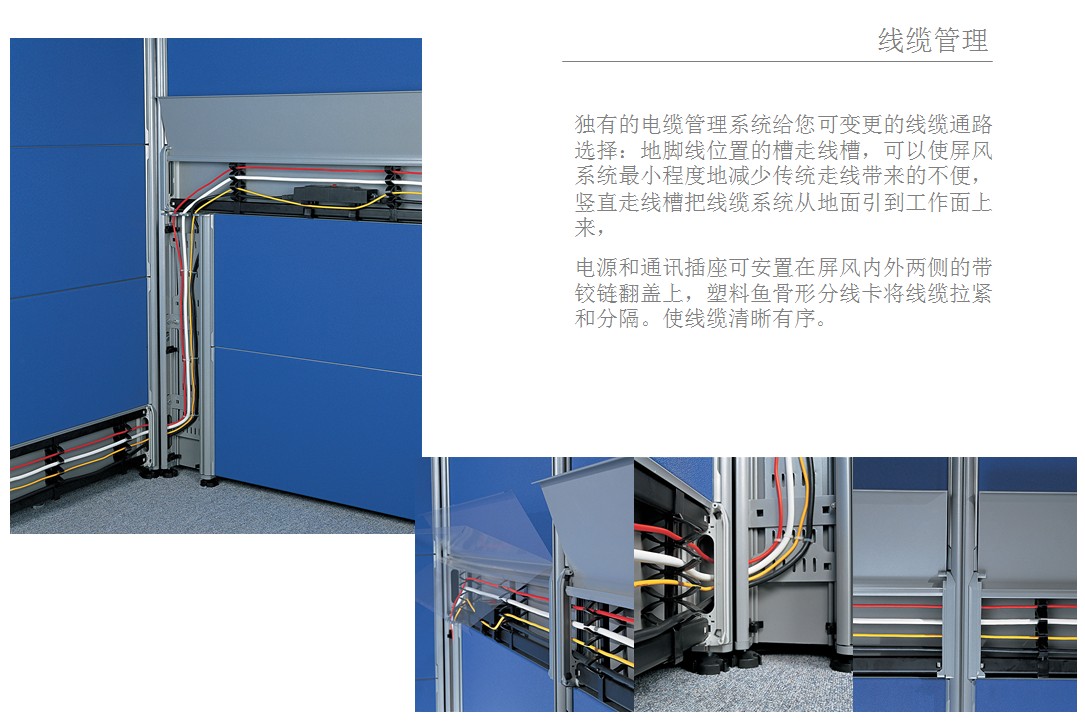 线缆管理
独有的电缆管理系统给您可变更的线缆通路
选择：地脚线位置的槽走线槽，可以使屏风
系统最小程度地减少传统走线带来的不便，
竖直走线槽把线缆系统从地面引到工作面上
来，
电源和通讯插座可安置在屏风内外两侧的带
铰链翻盖上，塑料鱼骨形分线卡将线缆拉紧
和分隔。使线缆清晰有序。